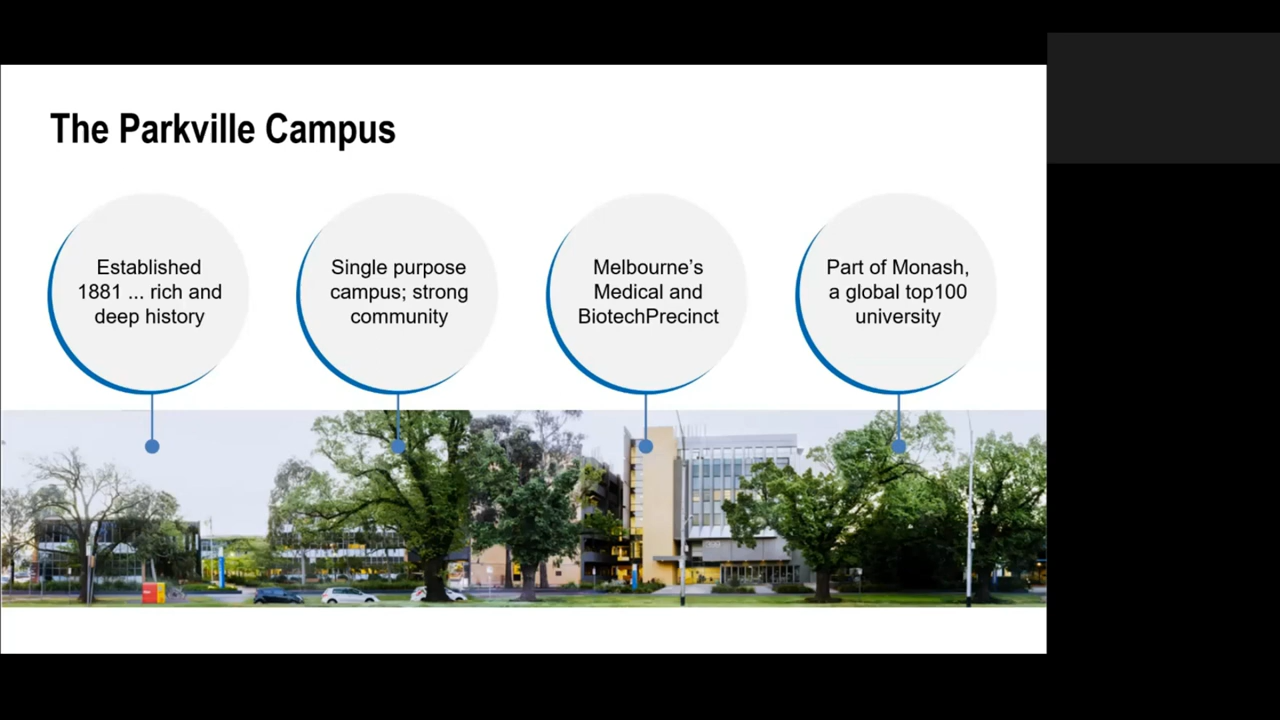 The Parkville Campus
Established
1881 ... rich and
deep history
Single purpose
campus; strong
community
Melbourne’s
Medical and
BiotechPrecinct
Part of Monash,
a global top100
university